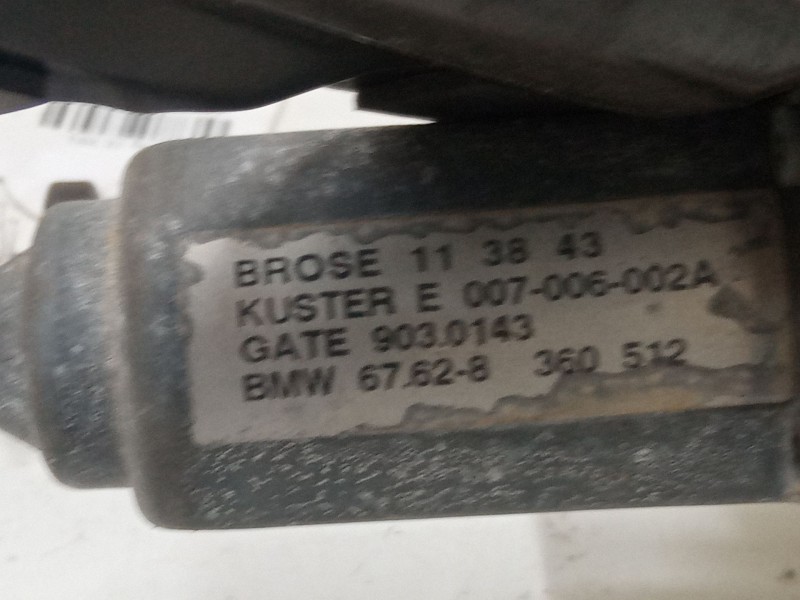 BROSE 11 38 43
KUSTER E 007-006-002A
GATE 903.0143
BMW 67.62-8 360 512